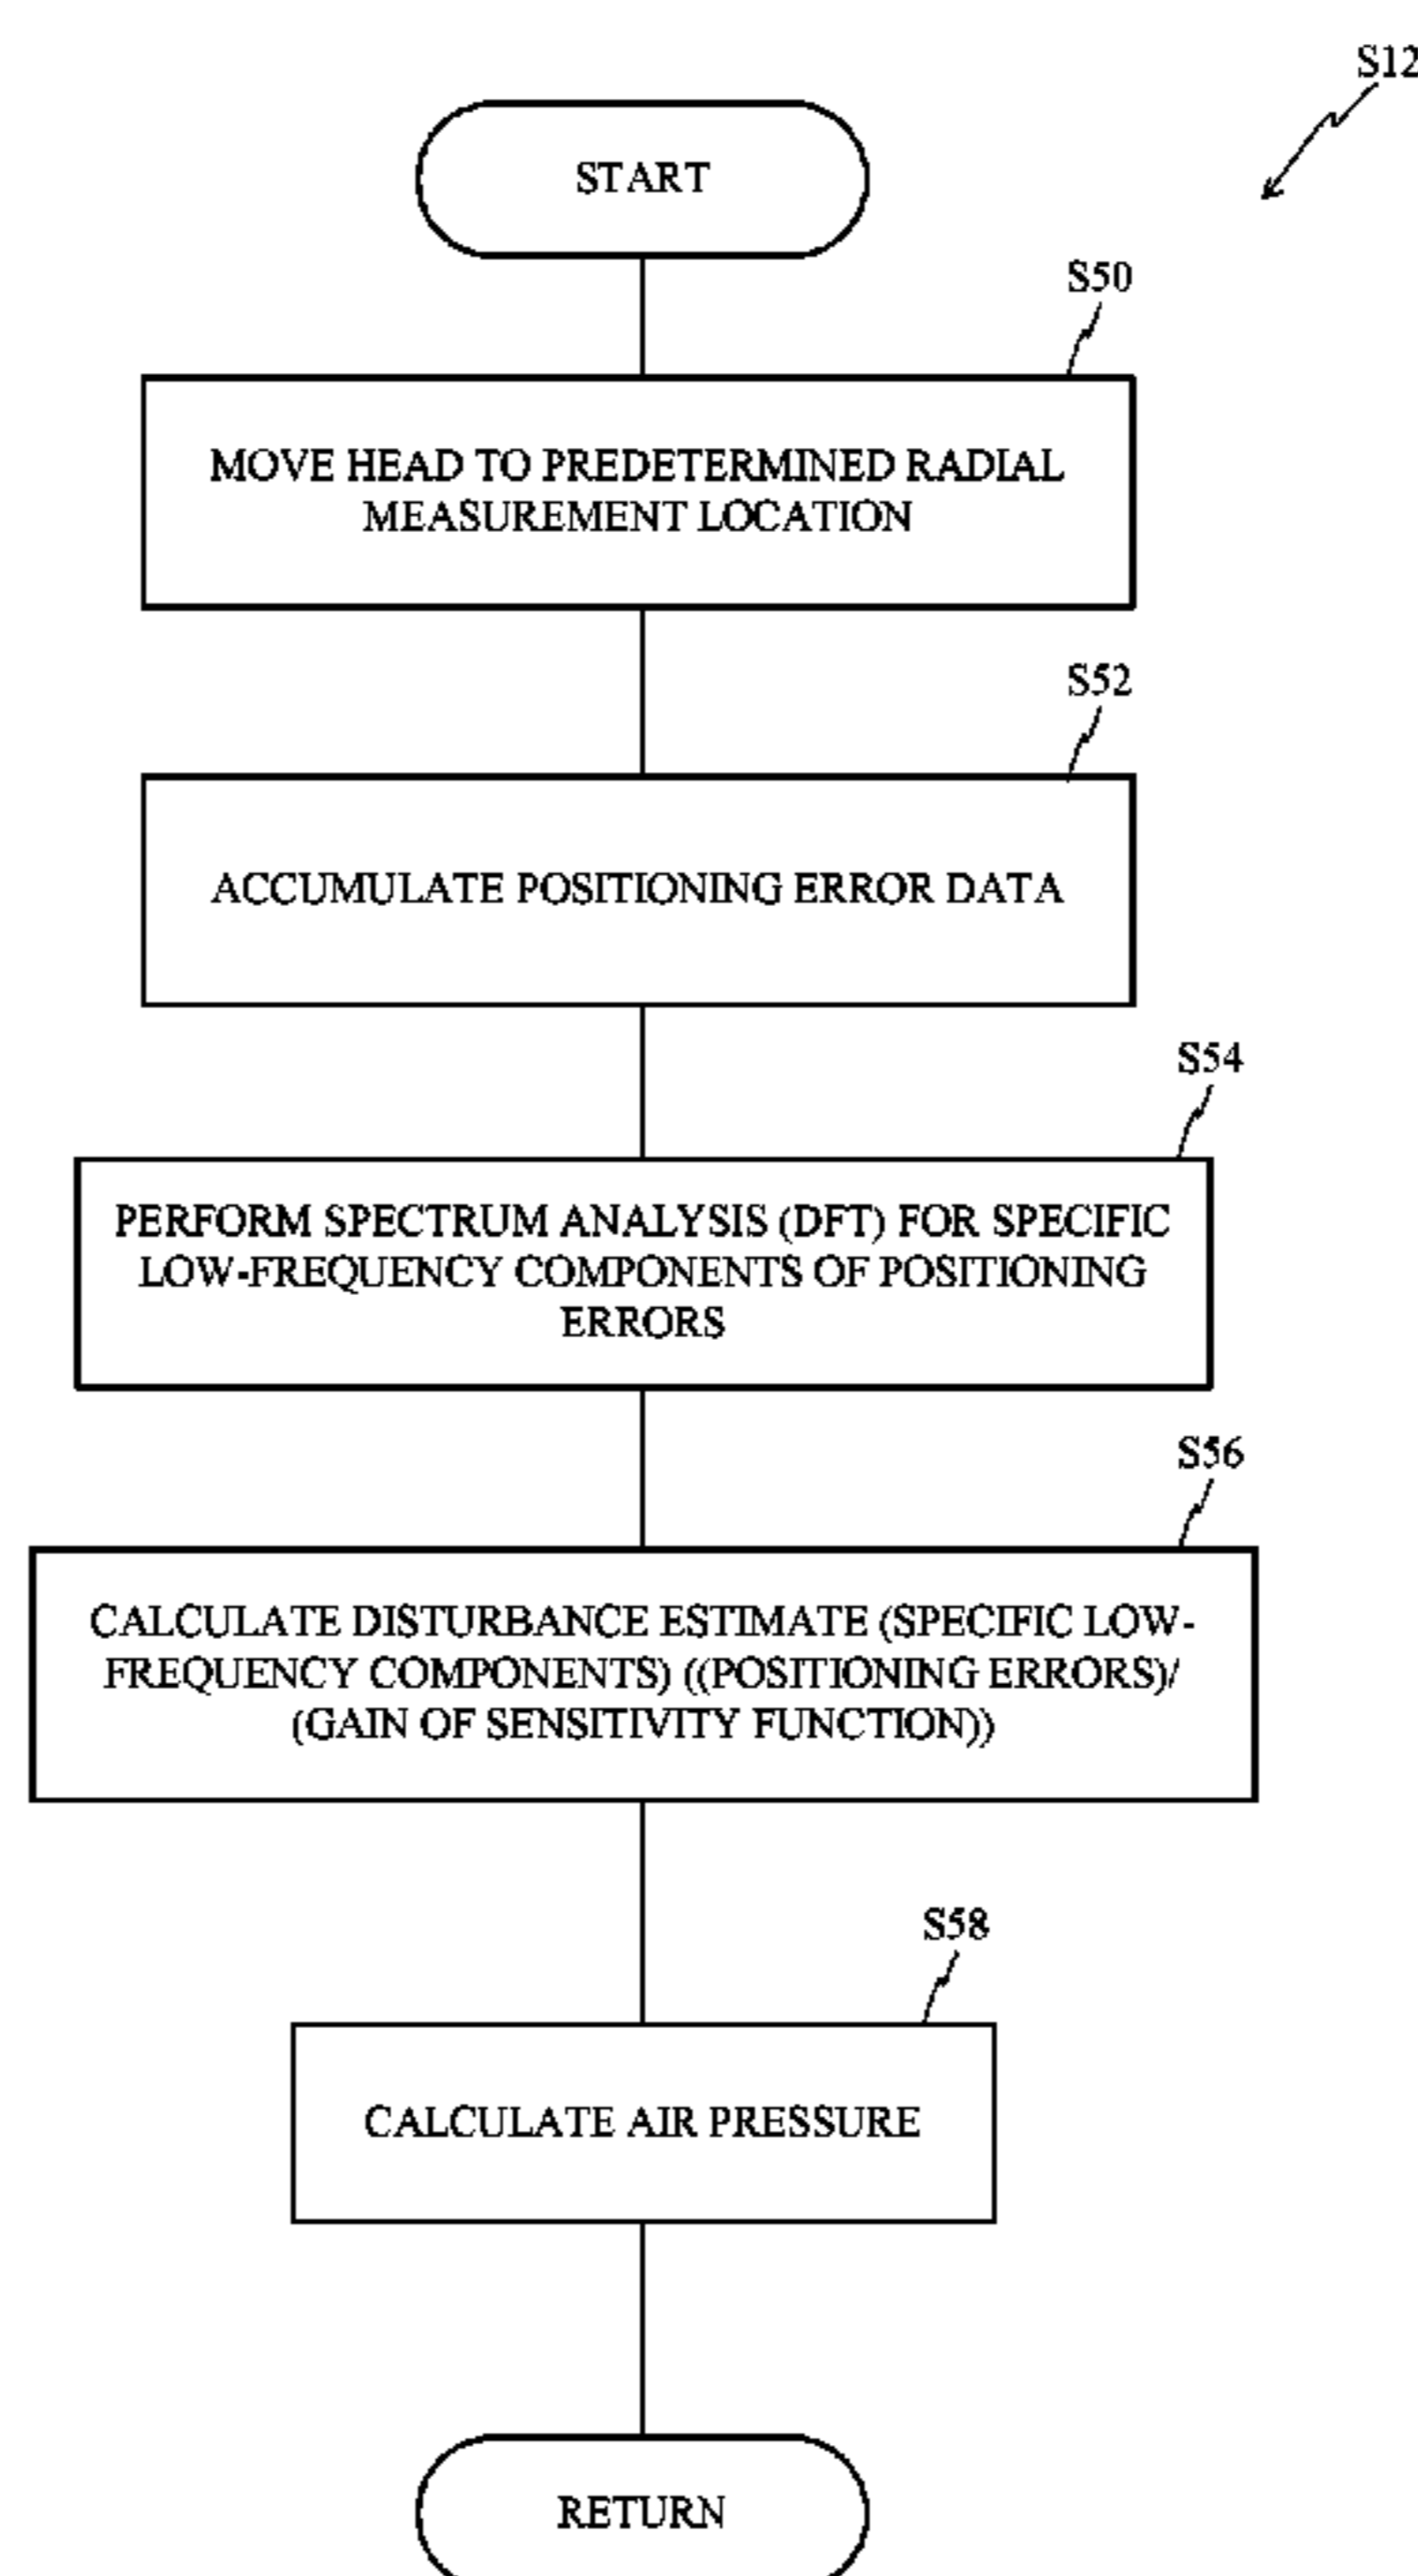 S12
START
S50
MOVE HEAD TO PREDETERMINED RADIAL
MEASUREMENT LOCATION
S52
ACCUMULATE POSITIONING ERROR DATA
S54
PERFORM SPECTRUM ANALYSIS (DFT) FOR SPECIFIC
LOW-FREQUENCY COMPONENTS OF POSITIONING
ERRORS
S56
CALCULATE DISTURBANCE ESTIMATE (SPECIFIC LOW-
FREQUENCY COMPONENTS) ((POSITIONING ERRORS)/
(GAIN OF SENSITIVITY FUNCTION))
S58
CALCULATE AIR PRESSURE
RETURN